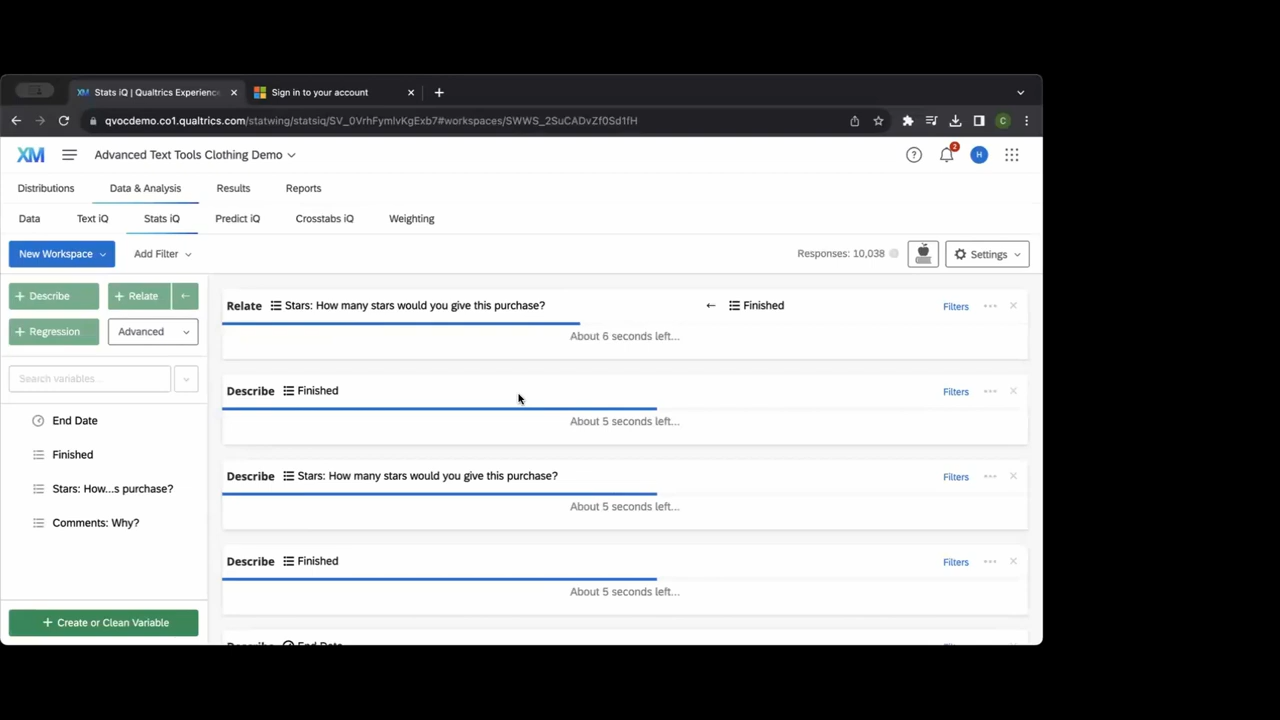 Stats iQ | Qualtrics Experience
Sign in to your account
qvocdemo.co1.qualtrics.com/statwing/statsiq/SV_0VrhFymlvKgExb7#workspaces/SWWS_2SuCADvZf0Sd1fH
C
XM
Advanced Text Tools Clothing Demo
2
H
Distributions
Data & Analysis
Results
Reports
Data
Text iQ
Stats iQ
Predict iQ
Crosstabs iQ
Weighting
New Workspace
Add Filter
Responses: 10,038
Settings
+ Describe
+ Relate
+ Regression
Advanced
Search variables...
End Date
Finished
Stars: How...s purchase?
Comments: Why?
+ Create or Clean Variable
Relate Stars: How many stars would you give this purchase? ← Finished Filters
About 6 seconds left...
Describe Finished Filters
About 5 seconds left...
Describe Stars: How many stars would you give this purchase? Filters
About 5 seconds left...
Describe Finished Filters
About 5 seconds left...